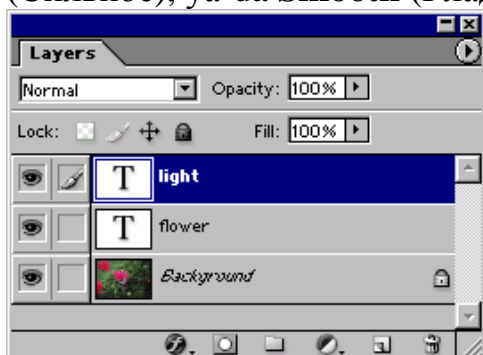 Layers
Normal Opacity: 100%
Lock: Fill: 100%
T light
T flower
Background